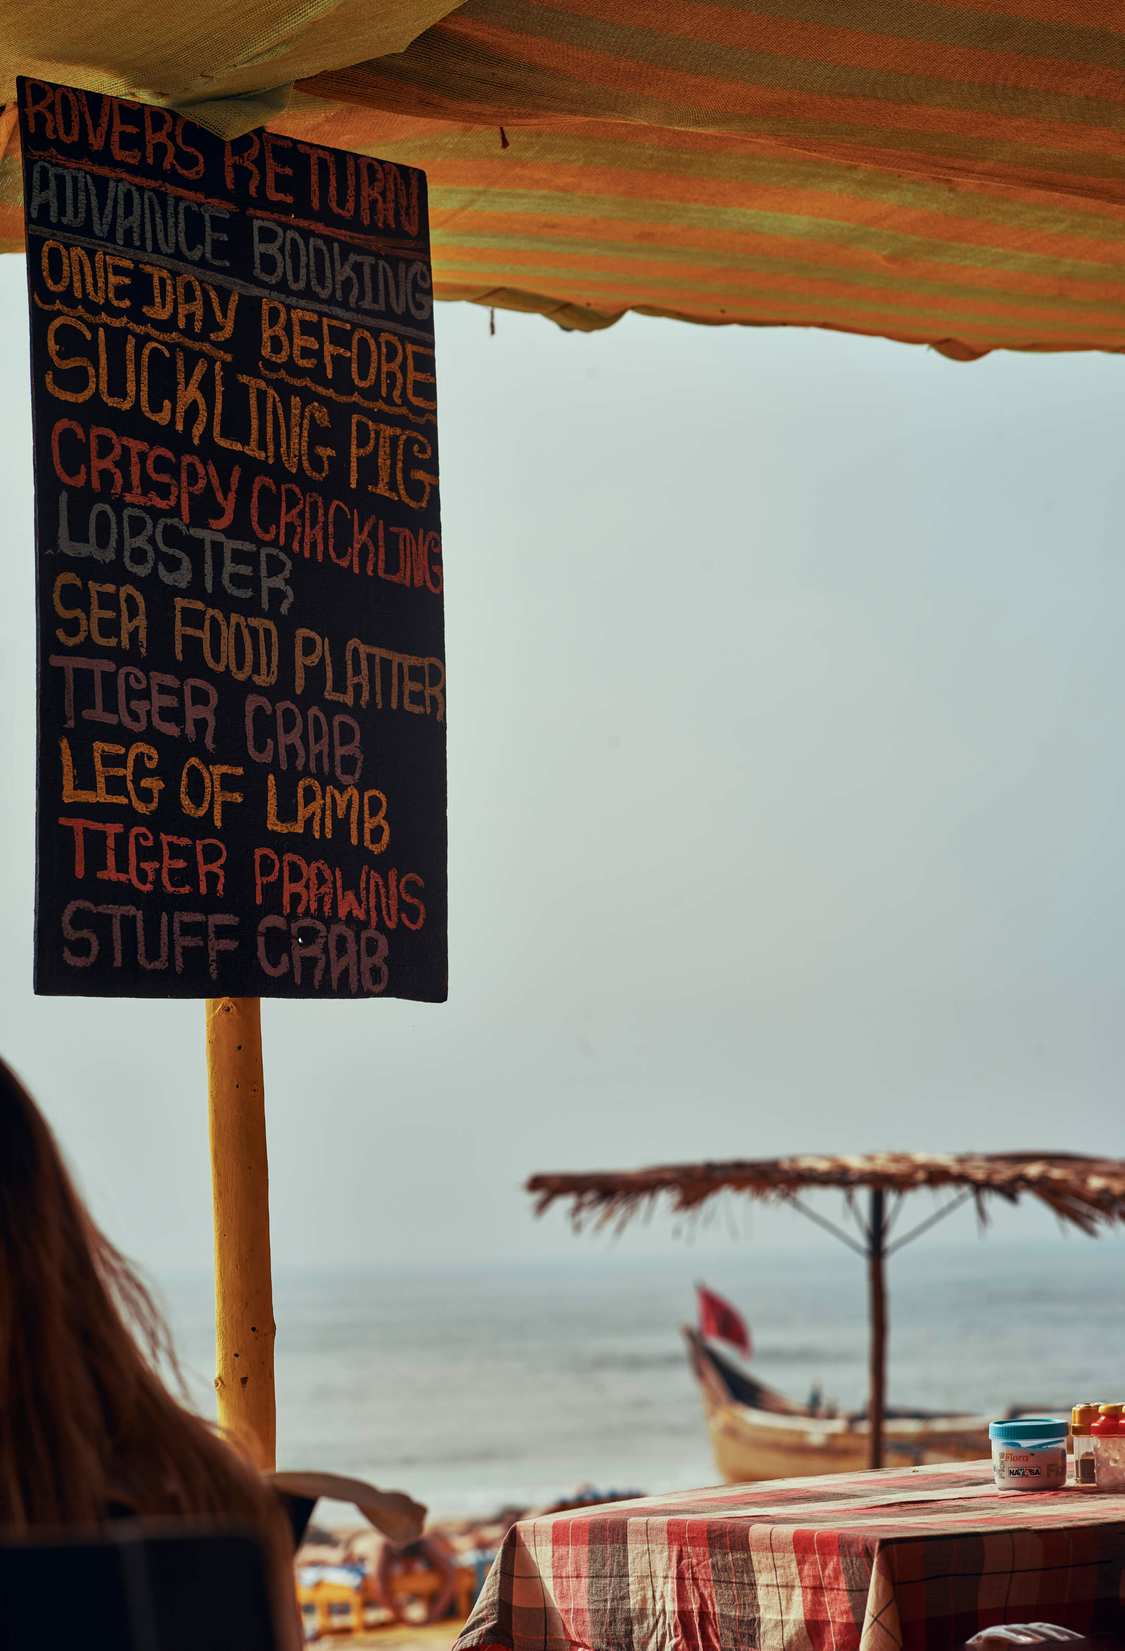 ROVERS RETURN
ADVANCE BOOKING
ONE DAY BEFORE
SUCKLING PIG
CRISPY CRACKLING
LOBSTER
SEA FOOD PLATTER
TIGER CRAB
LEG OF LAMB
TIGER PRAWNS
STUFF CRAB
Flora